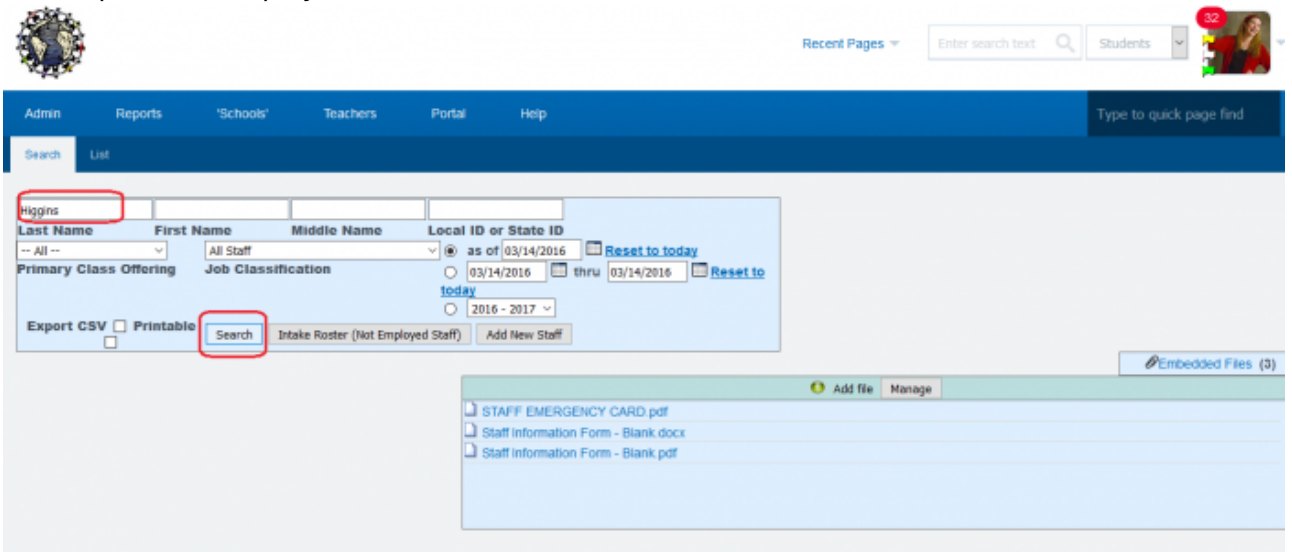 32
Recent Pages Enter search text Students
Admin Reports 'Schools' Teachers Portal Help Type to quick page find
Search List
Higgins
Last Name First Name Middle Name Local ID or State ID
-- All -- All Staff as of 03/14/2016 Reset to today
Primary Class Offering Job Classification 03/14/2016 thru 03/14/2016 Reset to
today
2016 - 2017
Export CSV Printable Search Intake Roster (Not Employed Staff) Add New Staff
Embedded Files (3)
Add file Manage
STAFF EMERGENCY CARD.pdf
Staff Information Form - Blank.docx
Staff Information Form - Blank.pdf